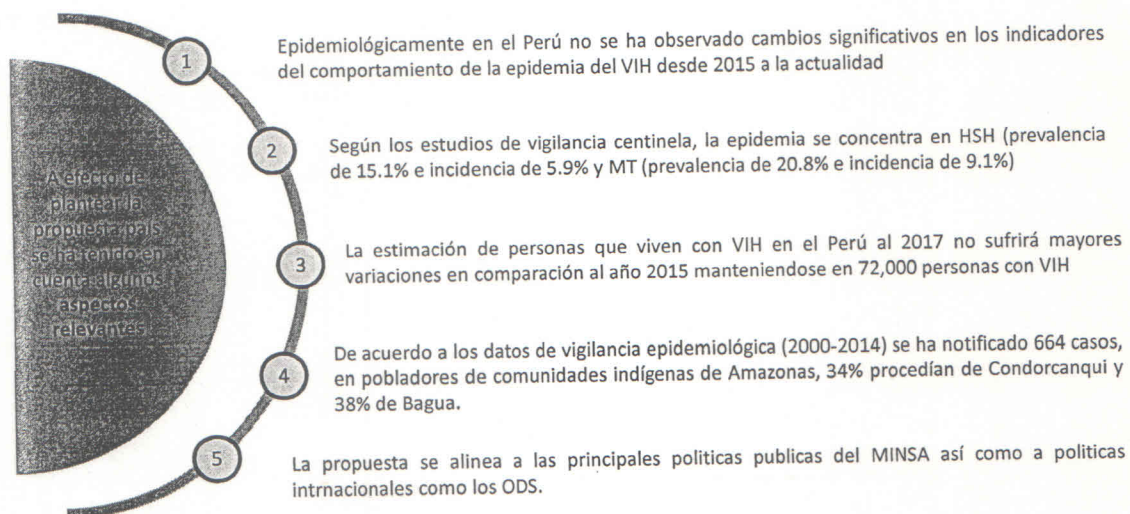 A efecto de
plantear la
propuesta país
se ha tenido en
cuenta algunos
aspectos
relevantes
1
Epidemiológicamente en el Perú no se ha observado cambios significativos en los indicadores
del comportamiento de la epidemia del VIH desde 2015 a la actualidad
2
Según los estudios de vigilancia centinela, la epidemia se concentra en HSH (prevalencia
de 15.1% e incidencia de 5.9% y MT (prevalencia de 20.8% e incidencia de 9.1%)
3
La estimación de personas que viven con VIH en el Perú al 2017 no sufrirá mayores
variaciones en comparación al año 2015 manteniendose en 72,000 personas con VIH
4
De acuerdo a los datos de vigilancia epidemiológica (2000-2014) se ha notificado 664 casos,
en pobladores de comunidades indígenas de Amazonas, 34% procedían de Condorcanqui y
38% de Bagua.
5
La propuesta se alinea a las principales politicas publicas del MINSA así como a politicas
intrnacionales como los ODS.